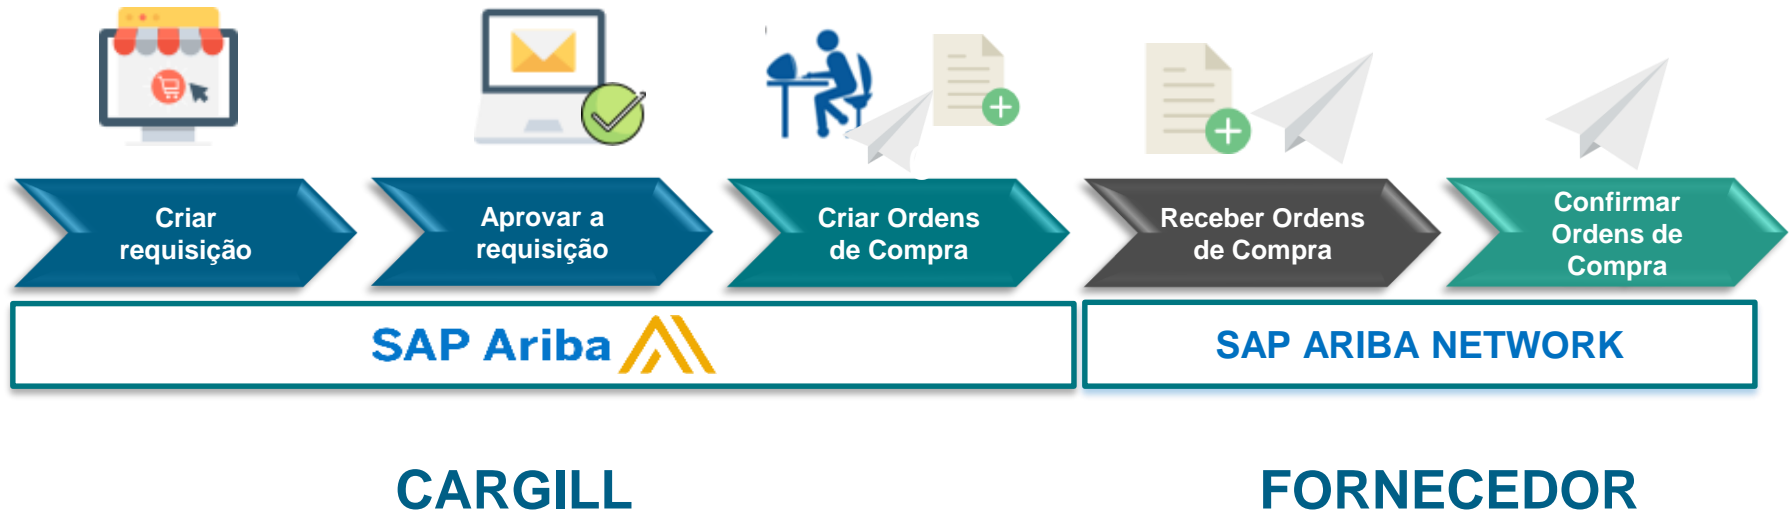 Criar
requisição
Aprovar a
requisição
Criar Ordens
de Compra
Receber Ordens
de Compra
Confirmar
Ordens de
Compra
SAP Ariba
SAP ARIBA NETWORK
CARGILL
FORNECEDOR